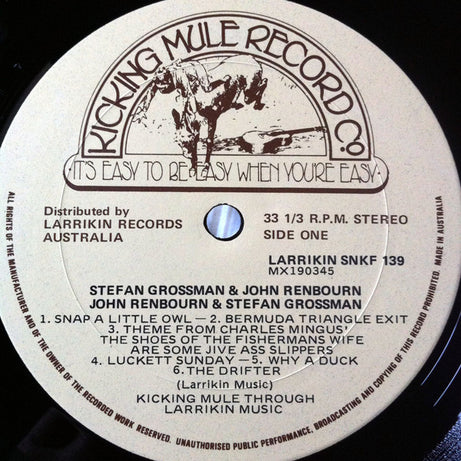 KICKING MULE RECORD CO.
·IT'S EASY TO BE EASY WHEN YOU'RE EASY·
Distributed by
LARRIKIN RECORDS
AUSTRALIA
33 1/3 R.P.M. STEREO
SIDE ONE
LARRIKIN SNKF 139
MX190345
STEFAN GROSSMAN & JOHN RENBOURN
JOHN RENBOURN & STEFAN GROSSMAN
1. SNAP A LITTLE OWL — 2. BERMUDA TRIANGLE EXIT
3. THEME FROM CHARLES MINGUS'
THE SHOES OF THE FISHERMANS WIFE
ARE SOME JIVE ASS SLIPPERS
4. LUCKETT SUNDAY — 5. WHY A DUCK
6. THE DRIFTER
(Larrikin Music)
KICKING MULE THROUGH
LARRIKIN MUSIC
ALL RIGHTS OF THE MANUFACTURER AND OF THE OWNER OF THE RECORDED WORK RESERVED. UNAUTHORISED PUBLIC PERFORMANCE, BROADCASTING AND COPYING OF THIS RECORD PROHIBITED. MADE IN AUSTRALIA